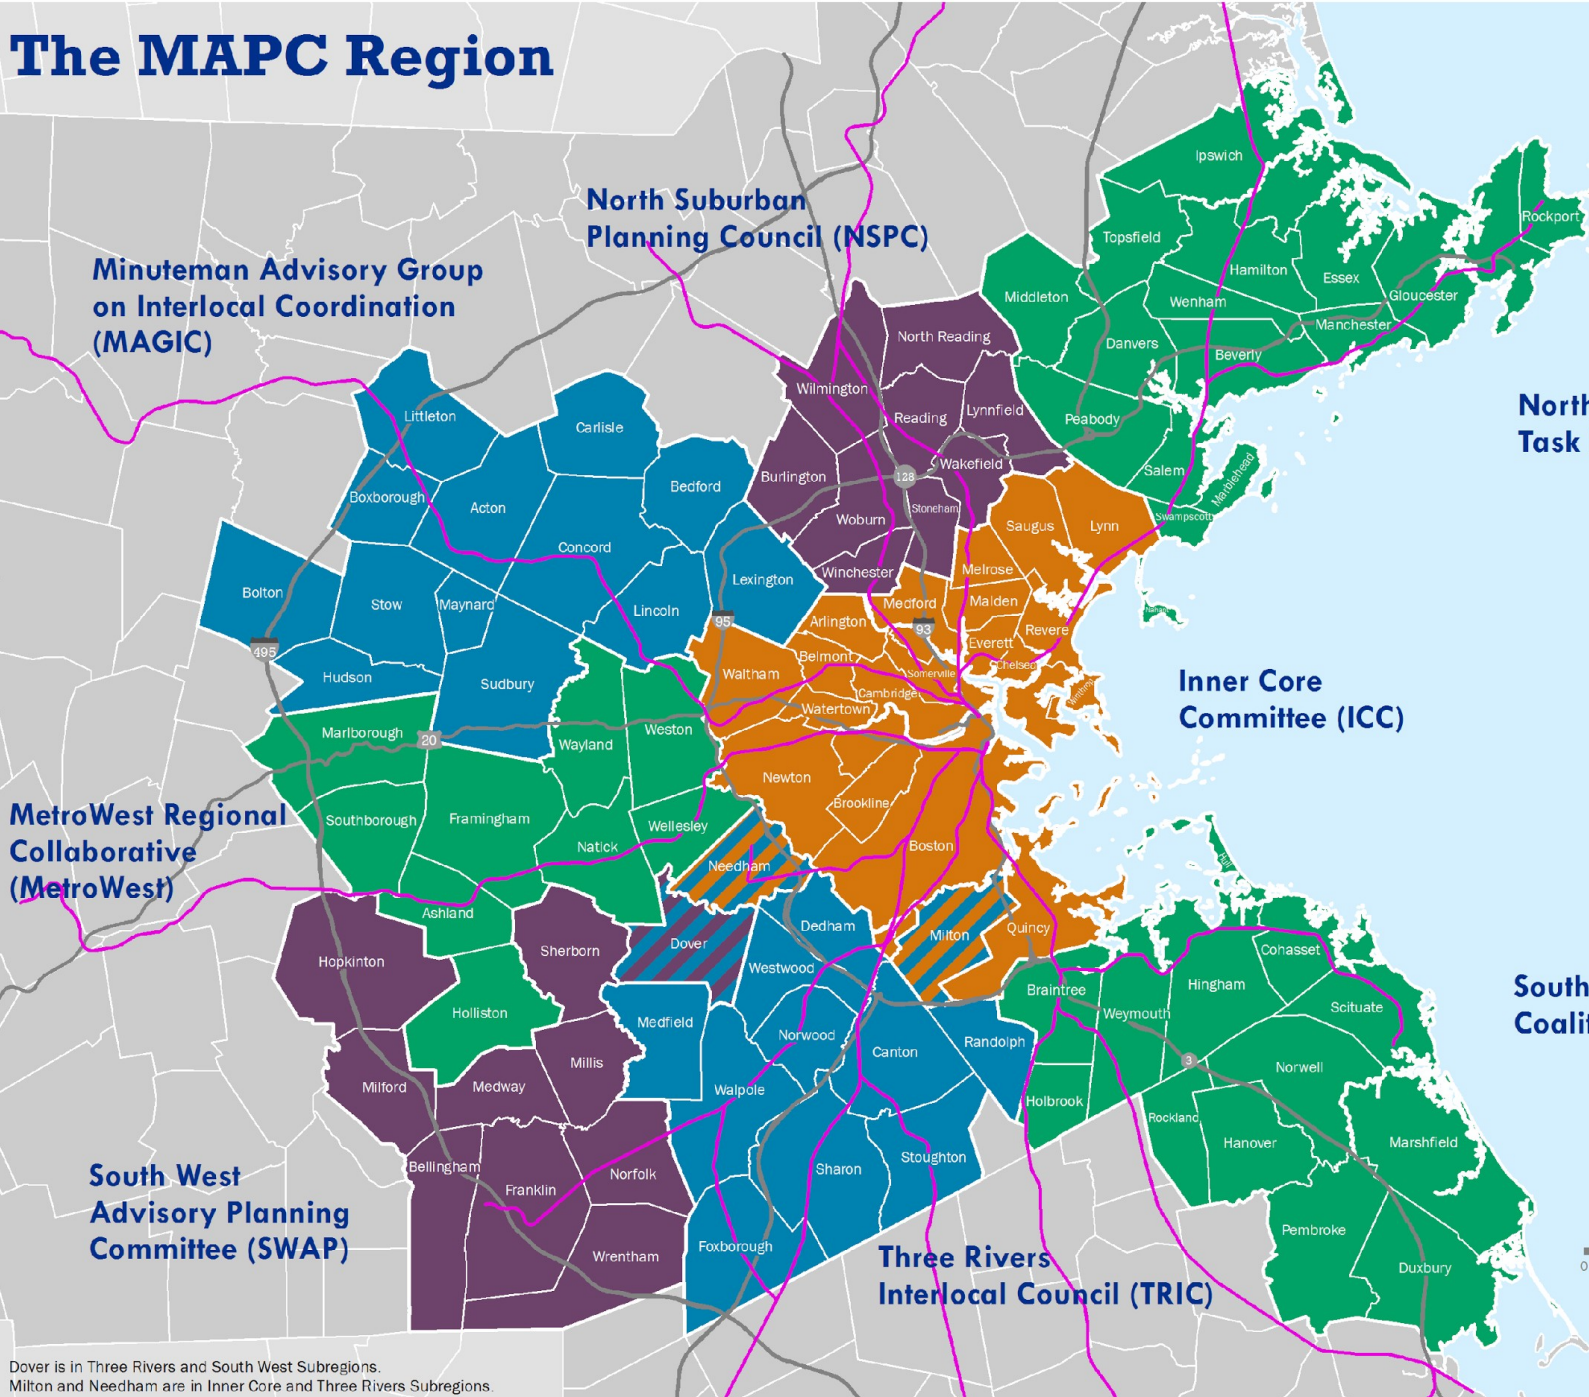 The MAPC Region
North Suburban
Planning Council (NSPC)
Minuteman Advisory Group
on Interlocal Coordination
(MAGIC)
North
Task
Inner Core
Committee (ICC)
MetroWest Regional
Collaborative
(MetroWest)
South
Coalit
South West
Advisory Planning
Committee (SWAP)
Three Rivers
Interlocal Council (TRIC)
Ipswich
Rockport
Topsfield
Hamilton
Essex
Middleton
Wenham
Gloucester
Manchester
Danvers
Beverly
Peabody
Salem
Marblehead
Swampscott
Nahant
North Reading
Wilmington
Reading
Lynnfield
Wakefield
Burlington
128
Stoneham
Woburn
Winchester
Littleton
Carlisle
Bedford
Boxborough
Acton
Concord
Lexington
Bolton
Stow
Maynard
Lincoln
95
495
Hudson
Sudbury
Saugus
Lynn
Melrose
Medford
Malden
Arlington
93
Revere
Everett
Belmont
Chelsea
Somerville
Waltham
Cambridge
Winthrop
Watertown
Newton
Brookline
Boston
Needham
Milton
Quincy
Marlborough
20
Weston
Wayland
Southborough
Framingham
Wellesley
Natick
Ashland
Holliston
Dover
Sherborn
Hopkinton
Millis
Milford
Medway
Bellingham
Franklin
Norfolk
Wrentham
Dedham
Westwood
Medfield
Norwood
Canton
Randolph
Walpole
Sharon
Stoughton
Foxborough
Hull
Cohasset
Hingham
Braintree
Weymouth
Scituate
3
Norwell
Holbrook
Rockland
Hanover
Marshfield
Pembroke
Duxbury
0
Dover is in Three Rivers and South West Subregions.
Milton and Needham are in Inner Core and Three Rivers Subregions.